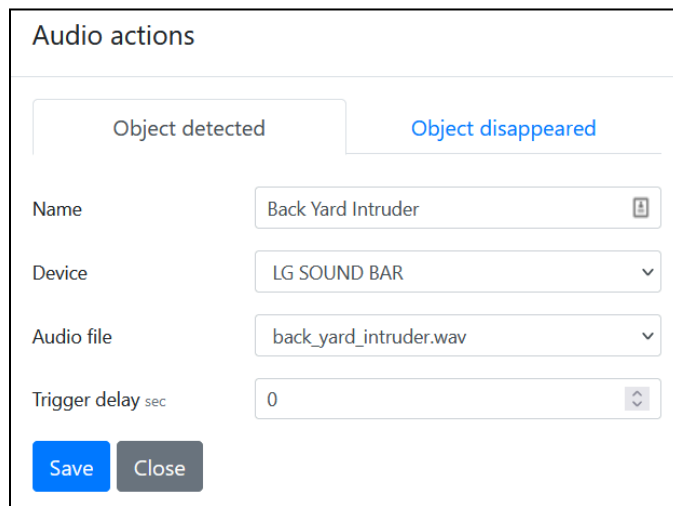 Audio actions
Object detected
Object disappeared
Name
Back Yard Intruder
Device
LG SOUND BAR
Audio file
back_yard_intruder.wav
Trigger delay sec
0
Save
Close